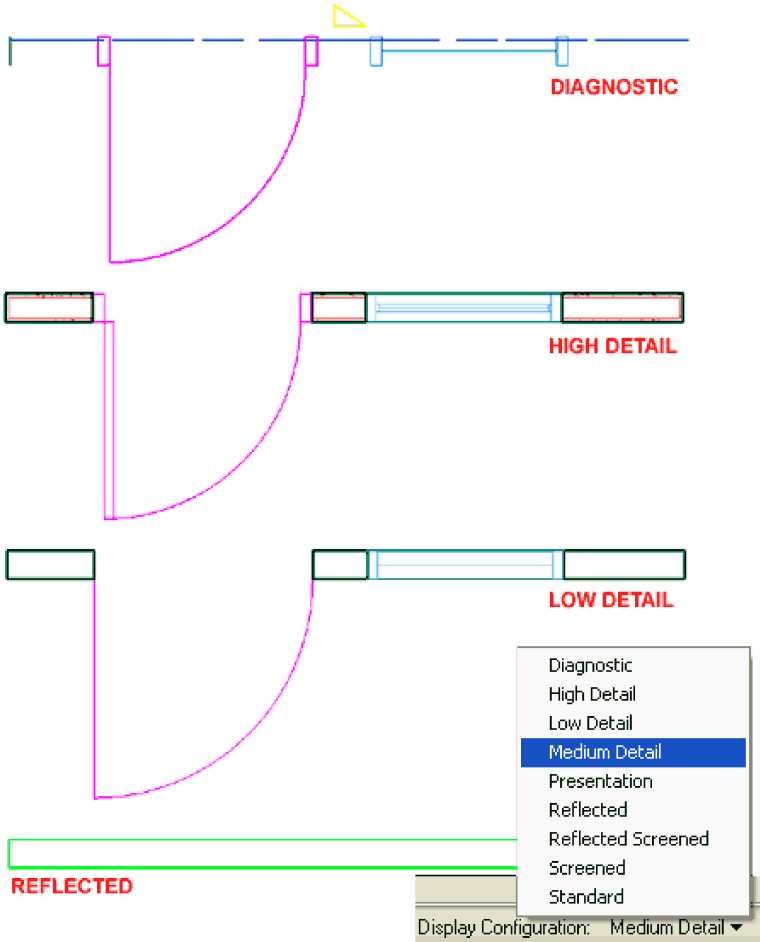 DIAGNOSTIC
HIGH DETAIL
LOW DETAIL
Diagnostic
High Detail
Low Detail
Medium Detail
Presentation
Reflected
Reflected Screened
Screened
Standard
REFLECTED
Display Configuration: Medium Detail